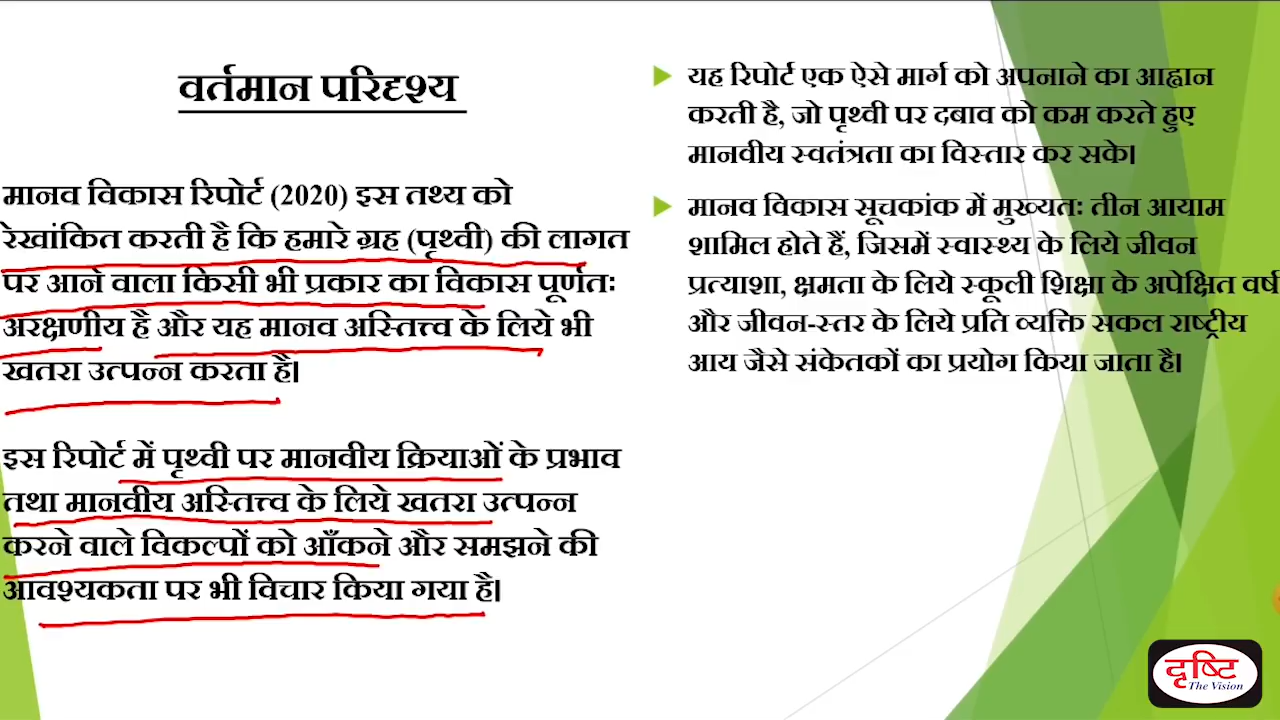 वर्तमान परिदृश्य
मानव विकास रिपोर्ट (2020) इस तथ्य को
रेखांकित करती है कि हमारे ग्रह (पृथ्वी) की लागत
पर आने वाला किसी भी प्रकार का विकास पूर्णतः
अरक्षणीय है और यह मानव अस्तित्त्व के लिये भी
खतरा उत्पन्न करता है।
इस रिपोर्ट में पृथ्वी पर मानवीय क्रियाओं के प्रभाव
तथा मानवीय अस्तित्त्व के लिये खतरा उत्पन्न
करने वाले विकल्पों को आँकने और समझने की
आवश्यकता पर भी विचार किया गया है।
यह रिपोर्ट एक ऐसे मार्ग को अपनाने का आह्वान
करती है, जो पृथ्वी पर दबाव को कम करते हुए
मानवीय स्वतंत्रता का विस्तार कर सके।
मानव विकास सूचकांक में मुख्यतः तीन आयाम
शामिल होते हैं, जिसमें स्वास्थ्य के लिये जीवन
प्रत्याशा, क्षमता के लिये स्कूली शिक्षा के अपेक्षित वर्ष
और जीवन-स्तर के लिये प्रति व्यक्ति सकल राष्ट्रीय
आय जैसे संकेतकों का प्रयोग किया जाता है।
दृष्टि
The Vision